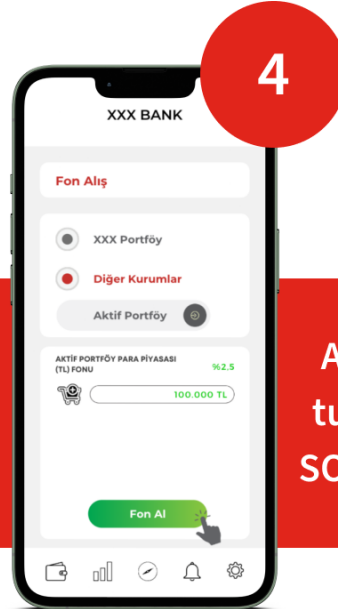 4
XXX BANK
Fon Alış
XXX Portföy
Diğer Kurumlar
Aktif Portföy
AKTİF PORTFÖY PARA PİYASASI
(TL) FONU
%2.5
100.000 TL
Fon Al